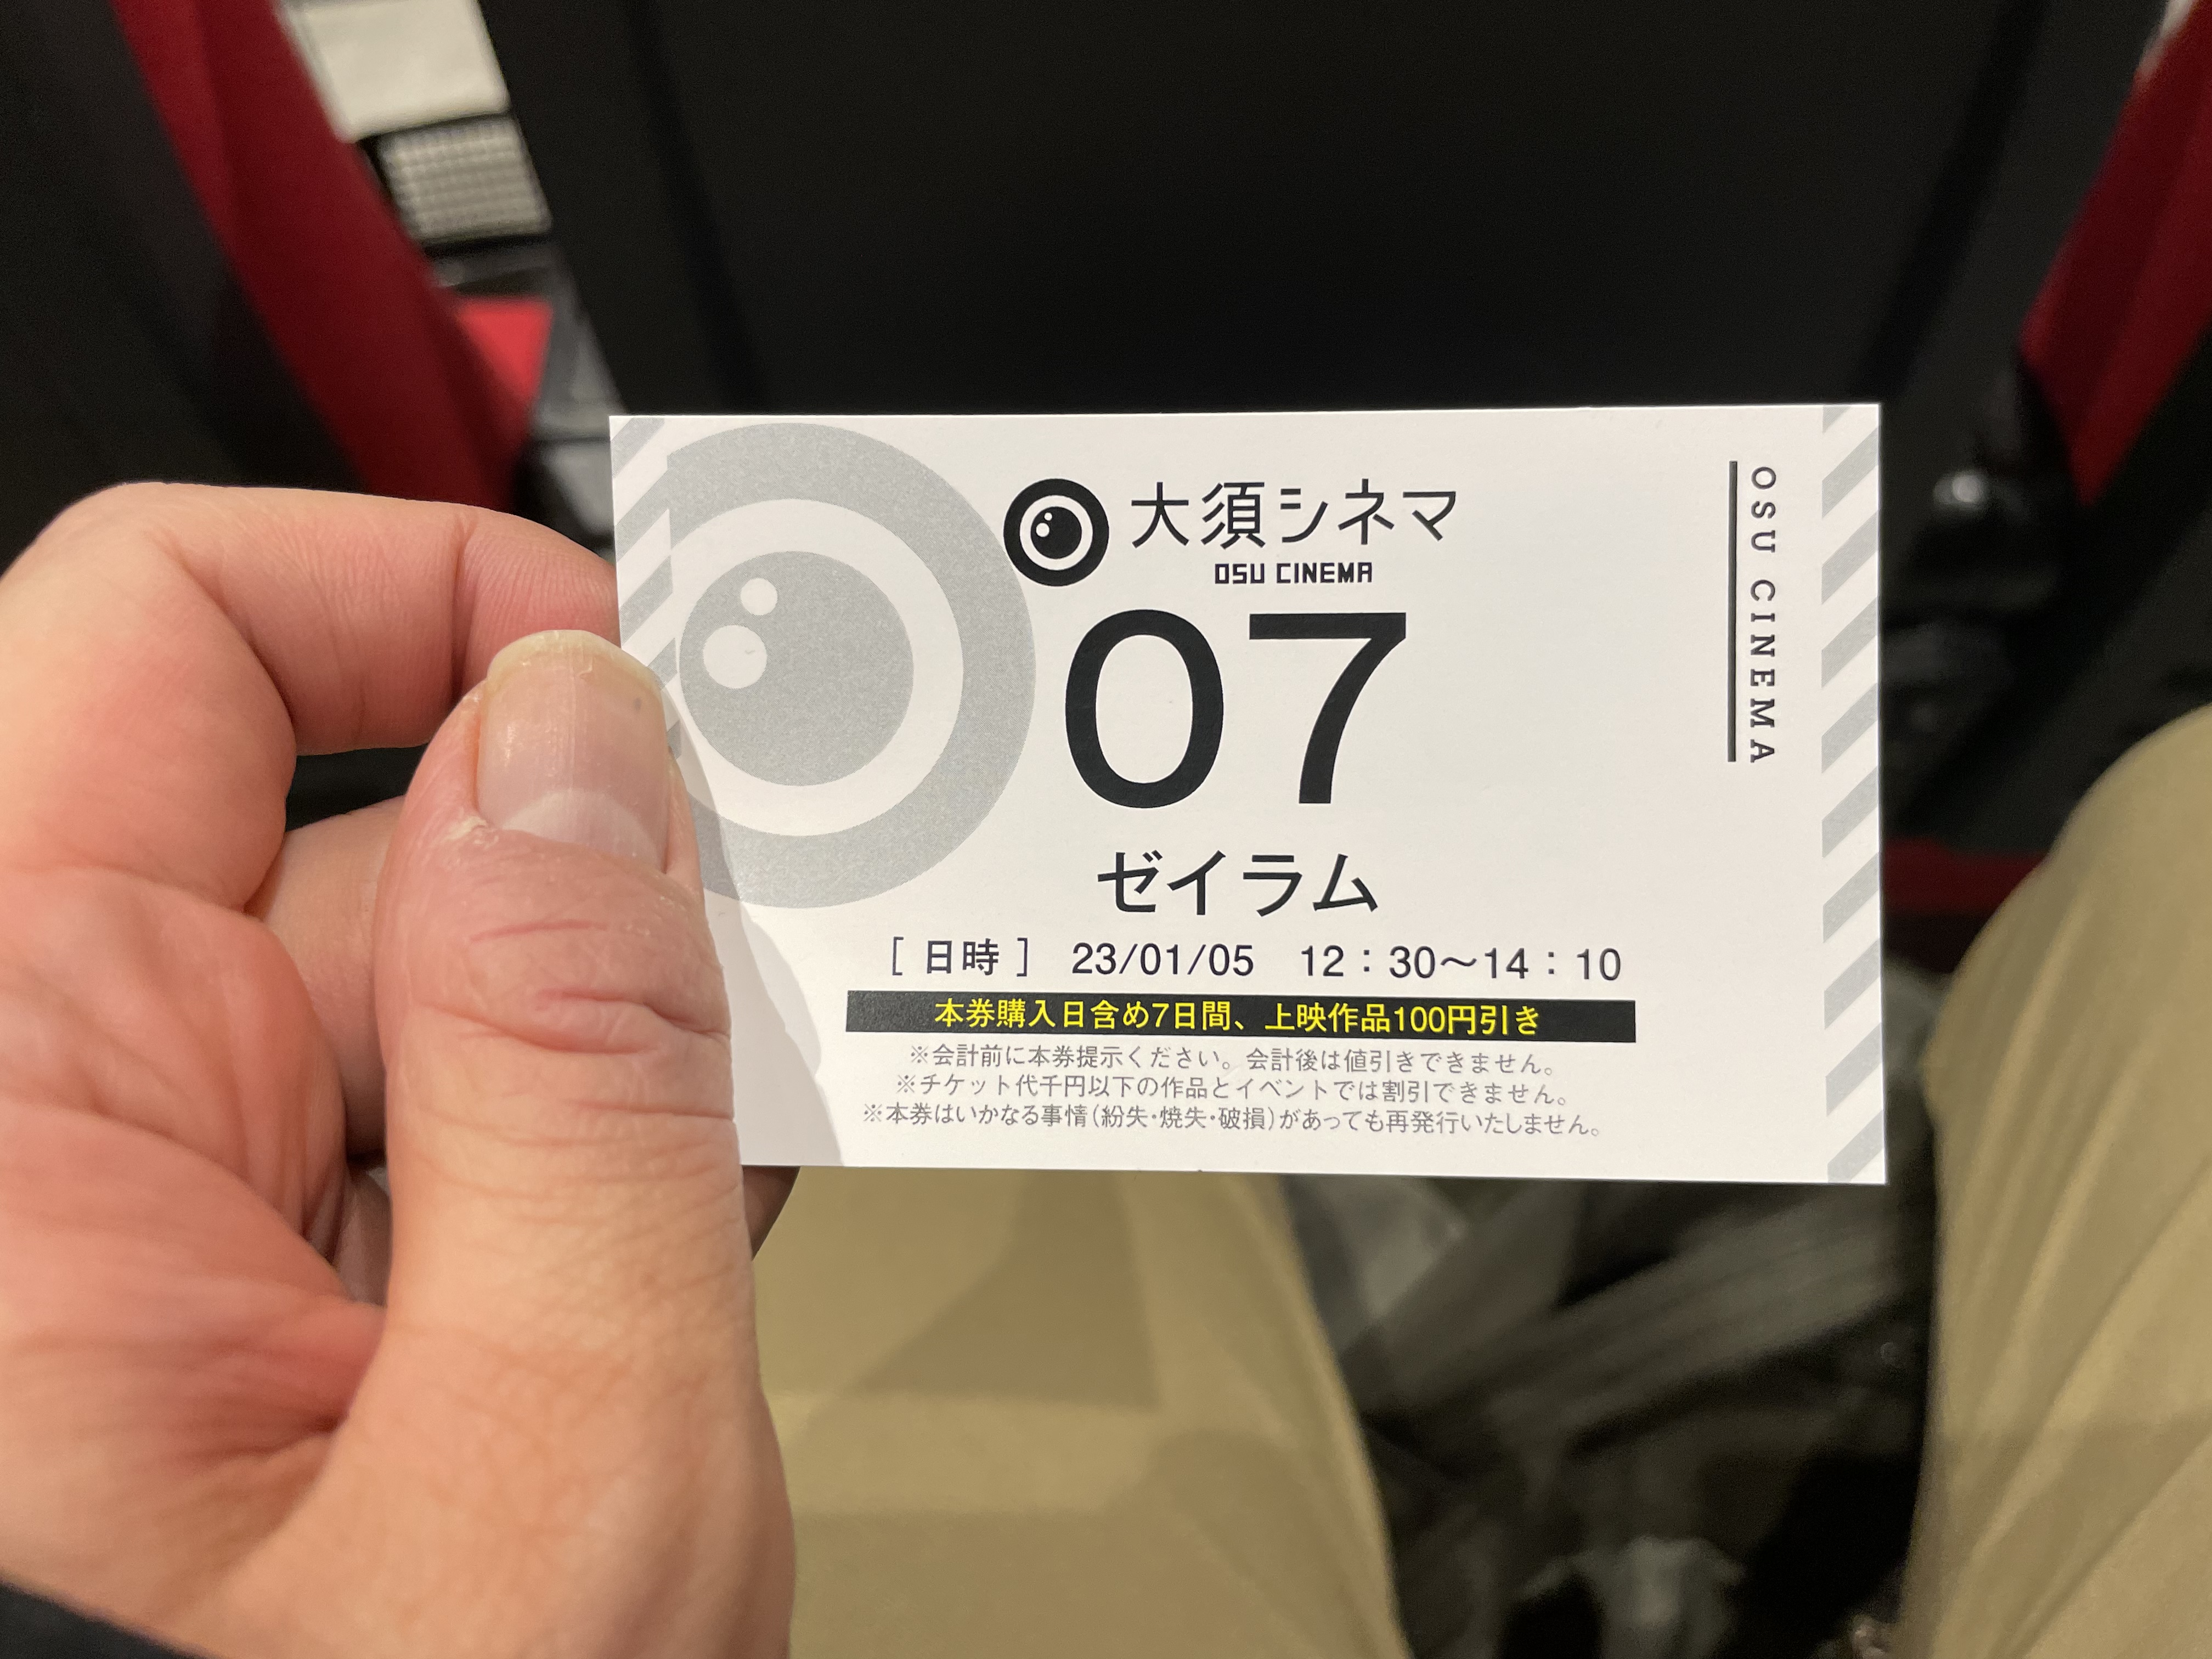 大須シネマ
OSU CINEMA
07
ゼイラム
[ 日時 ] 23/01/05 12：30～14：10
本券購入日含め7日間、上映作品100円引き
※会計前に本券提示ください。会計後は値引きできません。
※チケット代千円以下の作品とイベントでは割引できません。
※本券はいかなる事情(紛失・焼失・破損)があっても再発行いたしません。
OSU CINEMA